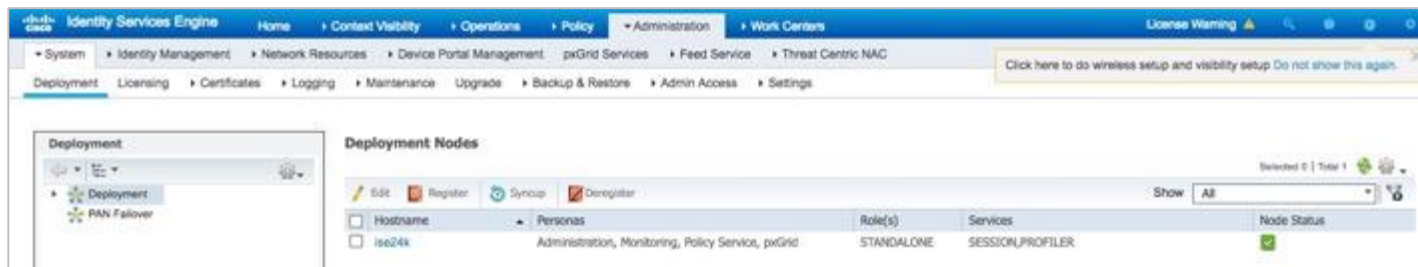 cisco Identity Services Engine Home Context Visibility Operations Policy Administration Work Centers License Warning
System Identity Management Network Resources Device Portal Management pxGrid Services Feed Service Threat Centric NAC
Click here to do wireless setup and visibility setup Do not show this again.
Deployment Licensing Certificates Logging Maintenance Upgrade Backup & Restore Admin Access Settings
Deployment
Deployment
PAN Failover
Deployment Nodes
Selected 0 | Total 1
Edit Register Syncup Deregister Show All
Hostname Personas Role(s) Services Node Status
ise24k Administration, Monitoring, Policy Service, pxGrid STANDALONE SESSION,PROFILER